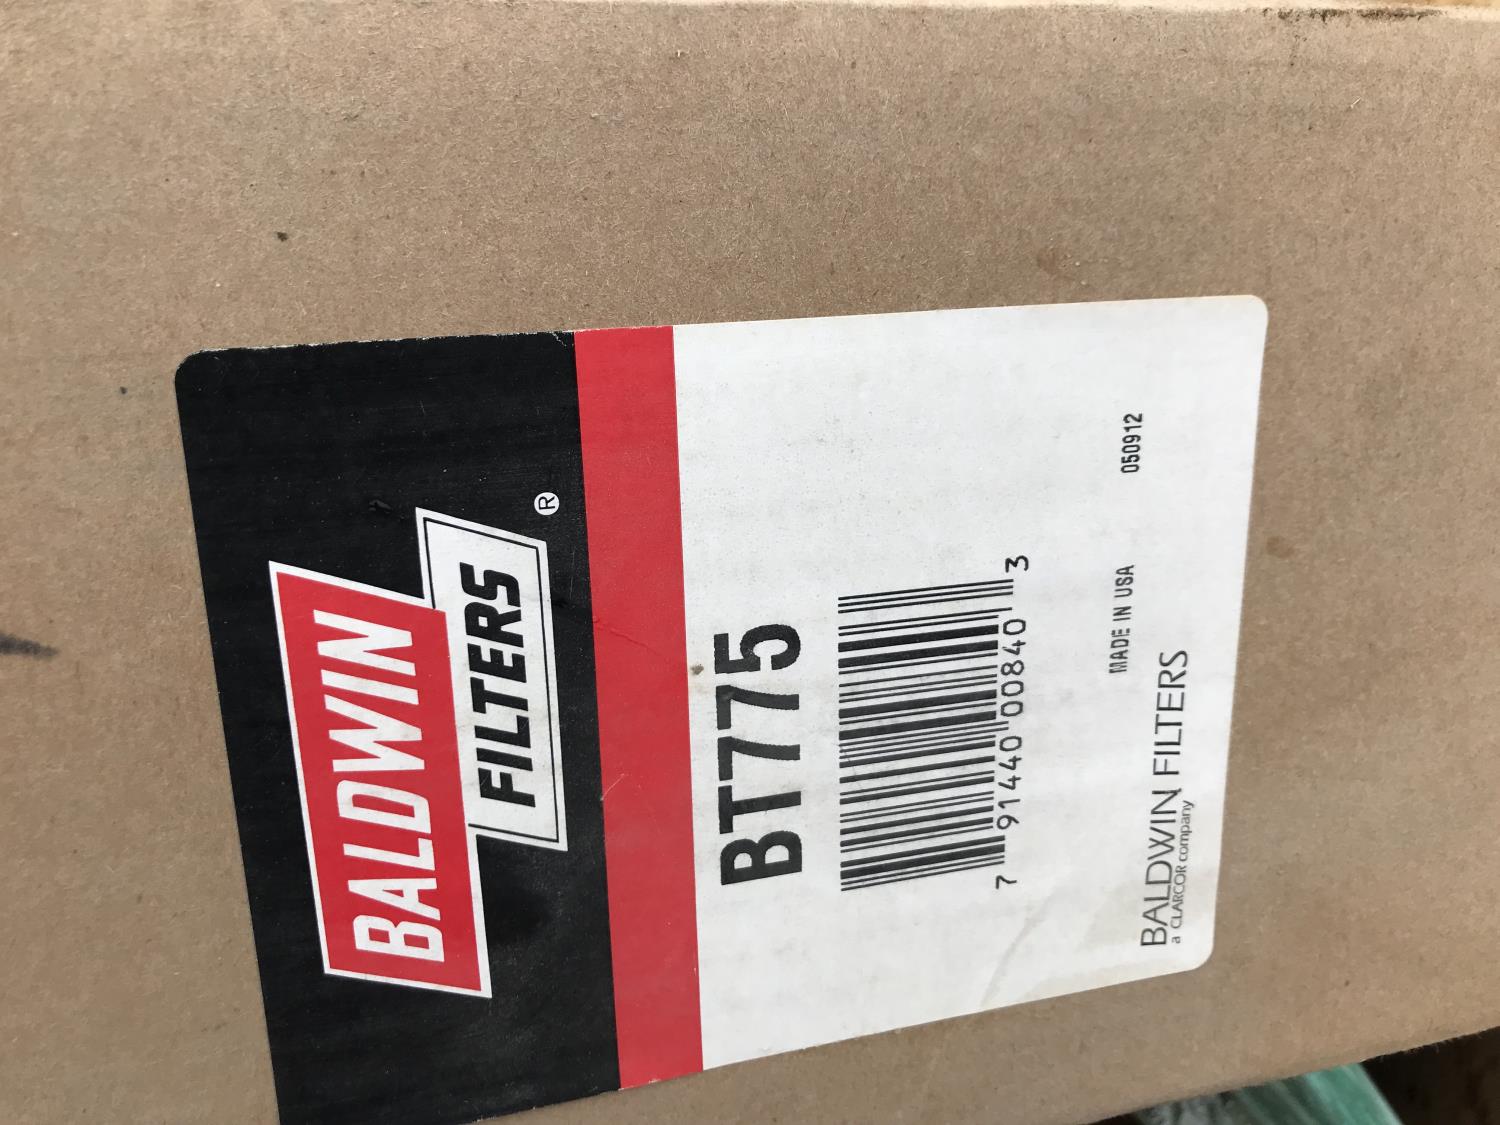 BALDWIN
FILTERS ®
BT775
7 91440 00840 3
MADE IN USA 050912
BALDWIN FILTERS
a CLARCOR company